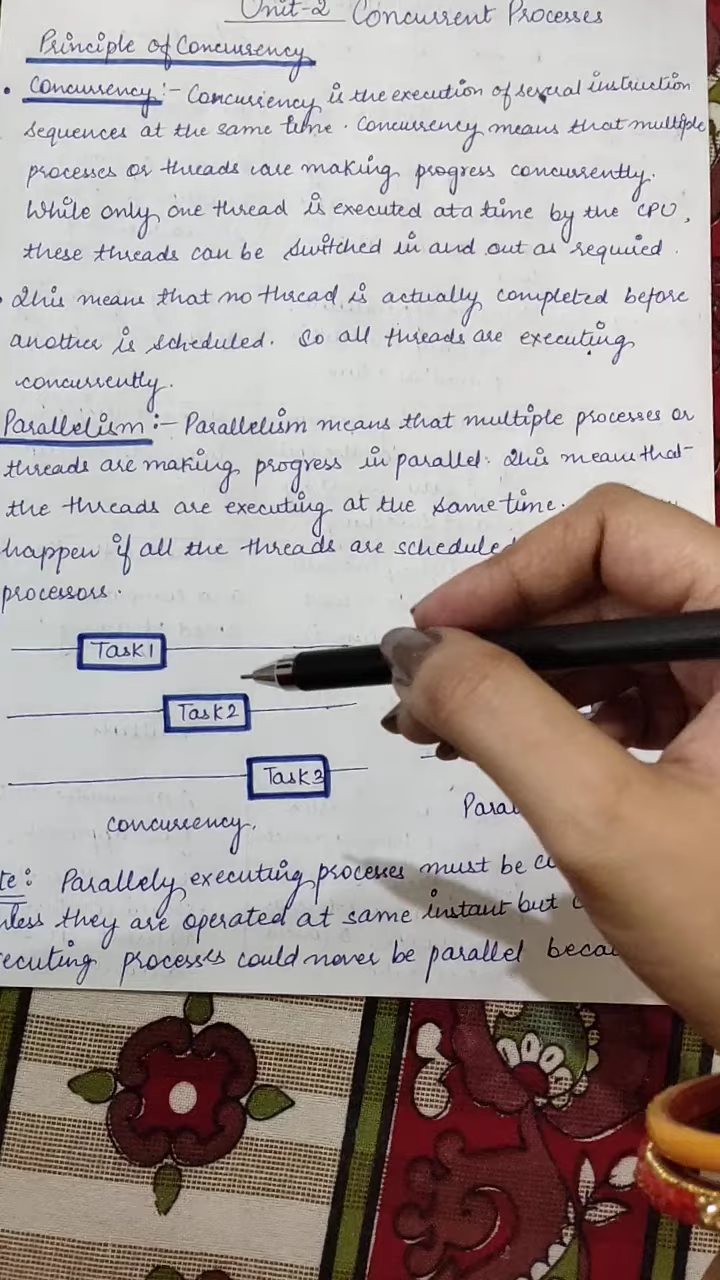 Unit-2 Concurrent Processes
Principle of Concurrency
• Concurrency :- Concurrency is the execution of several instruction
sequences at the same time. Concurrency means that multiple
processes or threads are making progress concurrently.
While only one thread is executed at a time by the CPU,
these threads can be switched in and out as required.
• This means that no thread is actually completed before
another is scheduled. So all threads are executing
concurrently.
Parallelism :- Parallelism means that multiple processes or
threads are making progress in parallel. This means that
the threads are executing at the same time.
happen if all the threads are scheduled
processors.
Task1
Task2
Task3
concurrency.
te: Parallely executing processes must be
nless they are operated at same instant but
ecuting processes could never be parallel